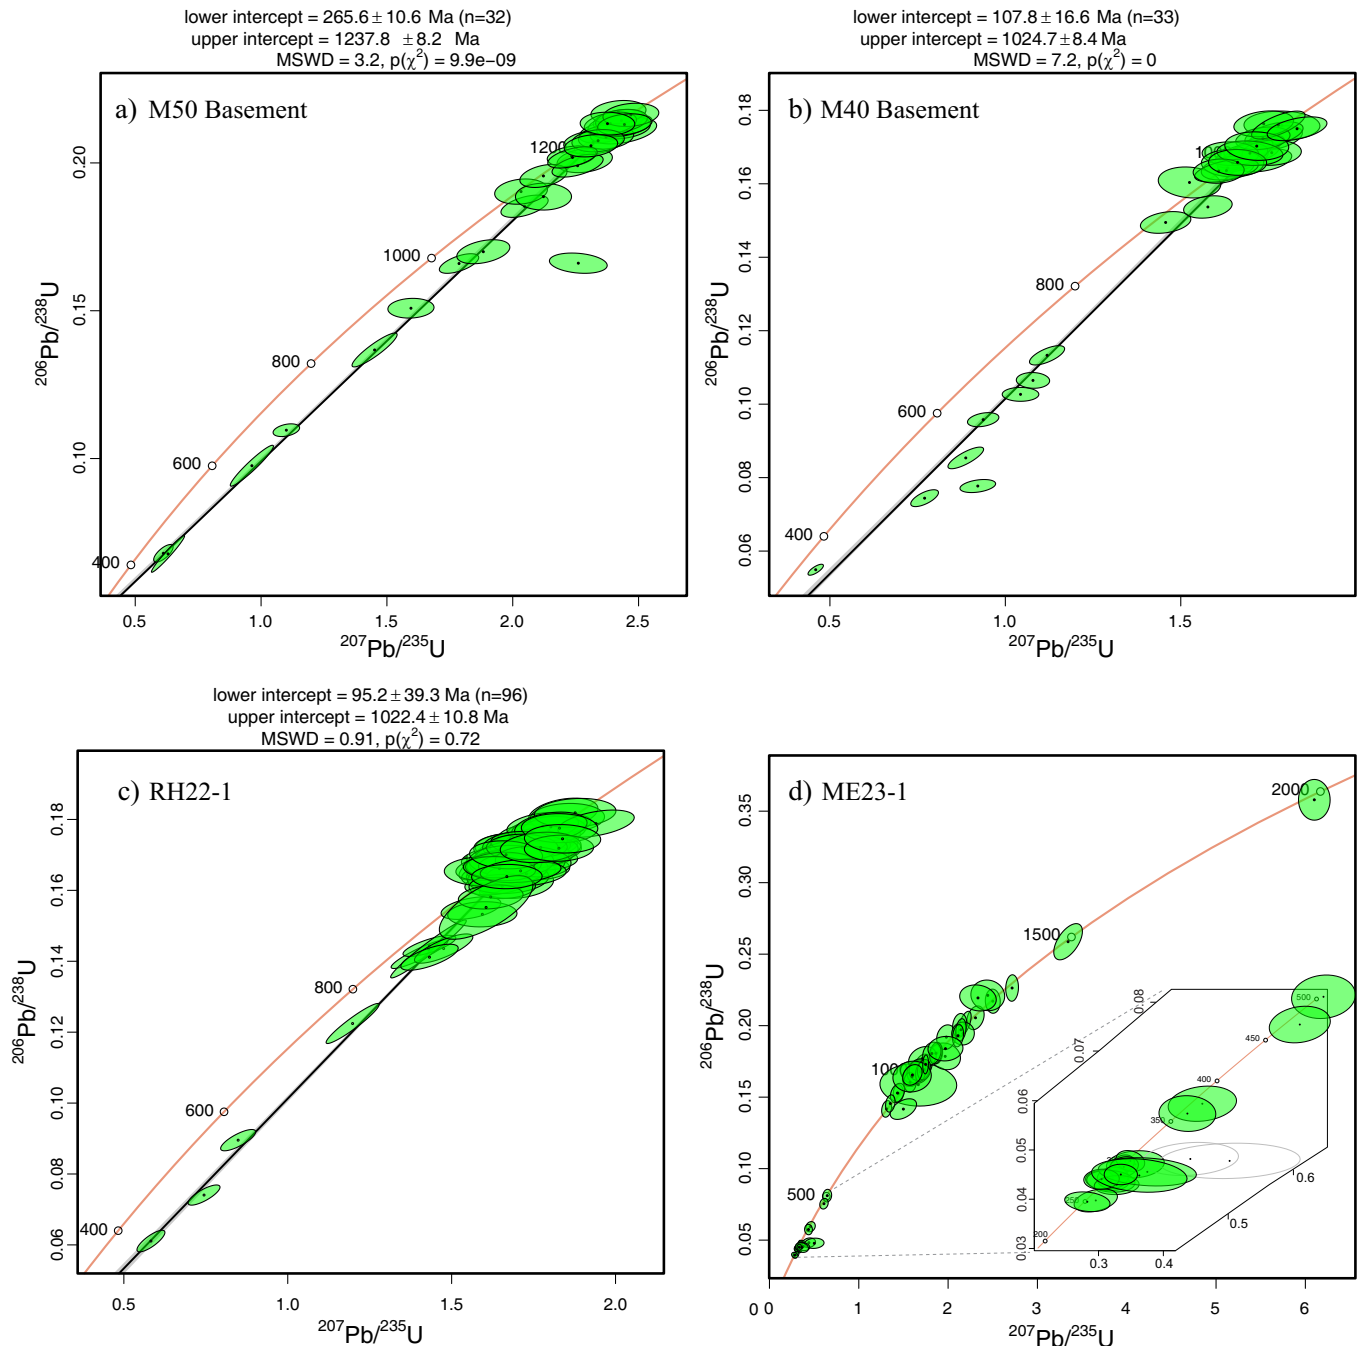 lower intercept = 265.6 ± 10.6 Ma (n=32)
upper intercept = 1237.8 ± 8.2 Ma
MSWD = 3.2, p(χ²) = 9.9e−09
a) M50 Basement
1200
1000
800
600
400
0.20
0.15
0.10
²⁰⁶Pb/²³⁸U
0.5 1.0 1.5 2.0 2.5
²⁰⁷Pb/²³⁵U
lower intercept = 107.8 ± 16.6 Ma (n=33)
upper intercept = 1024.7 ± 8.4 Ma
MSWD = 7.2, p(χ²) = 0
b) M40 Basement
800
600
400
0.18
0.16
0.14
0.12
0.10
0.08
0.06
²⁰⁶Pb/²³⁸U
0.5 1.0 1.5
²⁰⁷Pb/²³⁵U
lower intercept = 95.2 ± 39.3 Ma (n=96)
upper intercept = 1022.4 ± 10.8 Ma
MSWD = 0.91, p(χ²) = 0.72
c) RH22-1
800
600
400
0.18
0.16
0.14
0.12
0.10
0.08
0.06
²⁰⁶Pb/²³⁸U
0.5 1.0 1.5 2.0
²⁰⁷Pb/²³⁵U
d) ME23-1
2000
1500
500
0.35
0.30
0.25
0.20
0.15
0.10
0.05
²⁰⁶Pb/²³⁸U
0 0 1 2 3 4 5 6
²⁰⁷Pb/²³⁵U
0.08
0.07
0.06
0.05
0.04
0.03
500
450
400
350
250
200
0.3 0.4 0.5 0.6